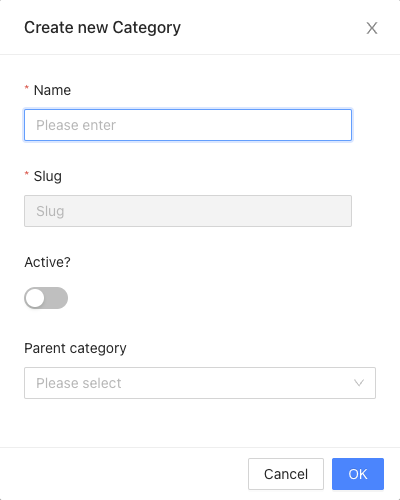 Create new Category
* Name
Please enter
* Slug
Slug
Active?
Parent category
Please select
Cancel
OK